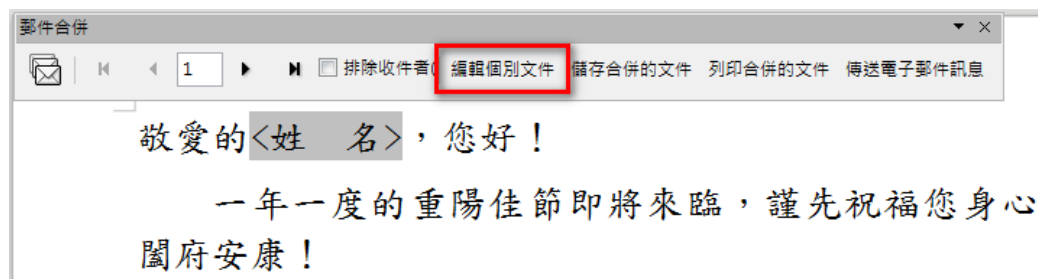 郵件合併
1 排除收件者( 編輯個別文件 儲存合併的文件 列印合併的文件 傳送電子郵件訊息
敬愛的<姓　名>，您好！
一年一度的重陽佳節即將來臨，謹先祝福您身心
闔府安康！